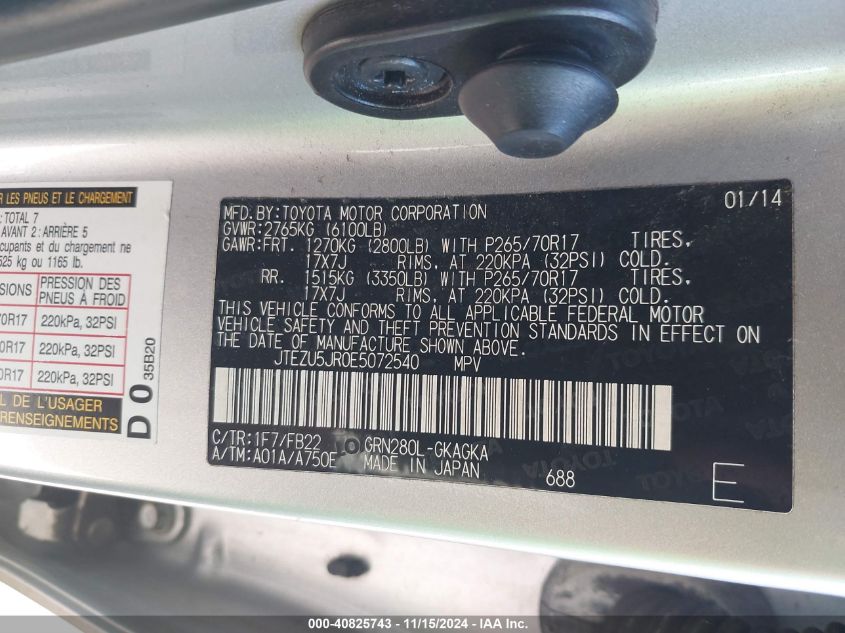 R LES PNEUS ET LE CHARGEMENT
: TOTAL 7
AVANT 2: ARRIÈRE 5
cupants et du chargement ne
525 kg ou 1165 lb.
SIONS PRESSION DES PNEUS À FROID
70R17 220kPa, 32PSI
70R17 220kPa, 32PSI
0R17 220kPa, 32PSI
L DE L'USAGER
RENSEIGNEMENTS
D 0 35B20
01/14
MFD.BY:TOYOTA MOTOR CORPORATION
GVWR:2765KG (6100LB)
GAWR:FRT. 1270KG (2800LB) WITH P265/70R17 TIRES,
17X7J RIMS, AT 220KPA (32PSI) COLD.
RR. 1515KG (3350LB) WITH P265/70R17 TIRES,
17X7J RIMS, AT 220KPA (32PSI) COLD.
THIS VEHICLE CONFORMS TO ALL APPLICABLE FEDERAL MOTOR
VEHICLE SAFETY AND THEFT PREVENTION STANDARDS IN EFFECT ON
THE DATE OF MANUFACTURE SHOWN ABOVE.
JTEZU5JR0E5072540 MPV
C/TR:1F7/FB22 GRN280L-GKAGKA
A/TM:A01A/A750E MADE IN JAPAN 688
E
000-40825743 - 11/15/2024 - IAA Inc.